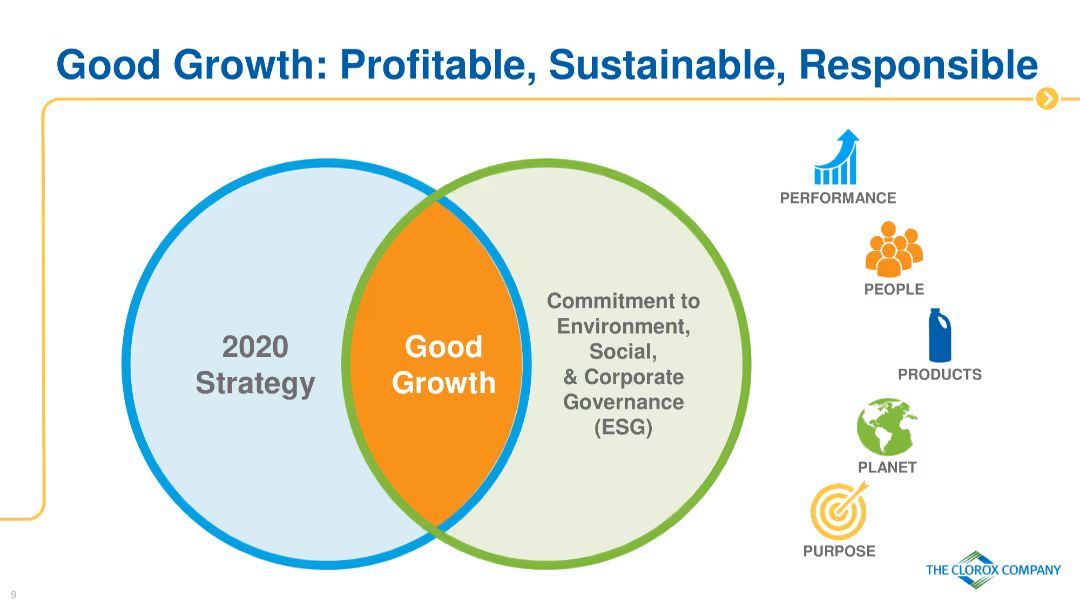 Good Growth: Profitable, Sustainable, Responsible
2020
Strategy
Good
Growth
Commitment to
Environment,
Social,
& Corporate
Governance
(ESG)
PERFORMANCE
PEOPLE
PRODUCTS
PLANET
PURPOSE
THE CLOROX COMPANY
9